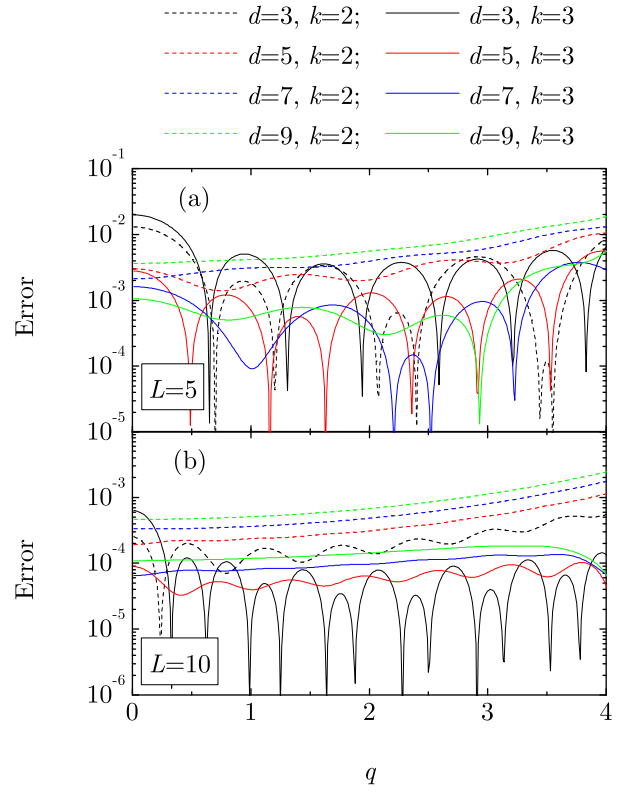 d=3, k=2; d=3, k=3
d=5, k=2; d=5, k=3
d=7, k=2; d=7, k=3
d=9, k=2; d=9, k=3
10^-1
(a)
10^-2
10^-3
Error
10^-4
L=5
10^-5
(b)
10^-3
10^-4
Error
10^-5
L=10
10^-6
0 1 2 3 4
q